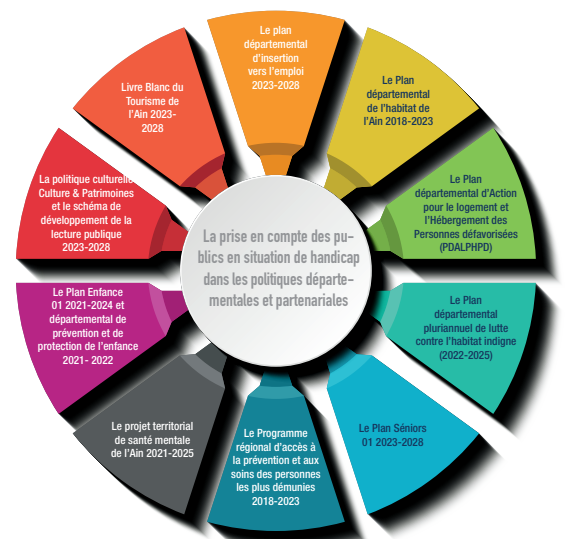 Le plan
départemental
d'insertion
vers l'emploi
2023-2028
Le Plan
départemental
de l'habitat de
l'Ain 2018-2023
Le Plan
départemental d'Action
pour le logement et
l'Hébergement des
Personnes défavorisées
(PDALPHPD)
Le Plan
départemental
pluriannuel de lutte
contre l'habitat indigne
(2022-2025)
Le Plan Séniors
01 2023-2028
Le Programme
régional d'accès à
la prévention et aux
soins des personnes
les plus démunies
2018-2023
Le projet territorial
de santé mentale
de l'Ain 2021-2025
Le Plan Enfance
01 2021-2024 et
départemental de
prévention et de
protection de l'enfance
2021- 2022
La politique culturelle
Culture & Patrimoines
et le schéma de
développement de la
lecture publique
2023-2028
Livre Blanc du
Tourisme de
l'Ain 2023-
2028
La prise en compte des pu-
blics en situation de handicap
dans les politiques départe-
mentales et partenariales